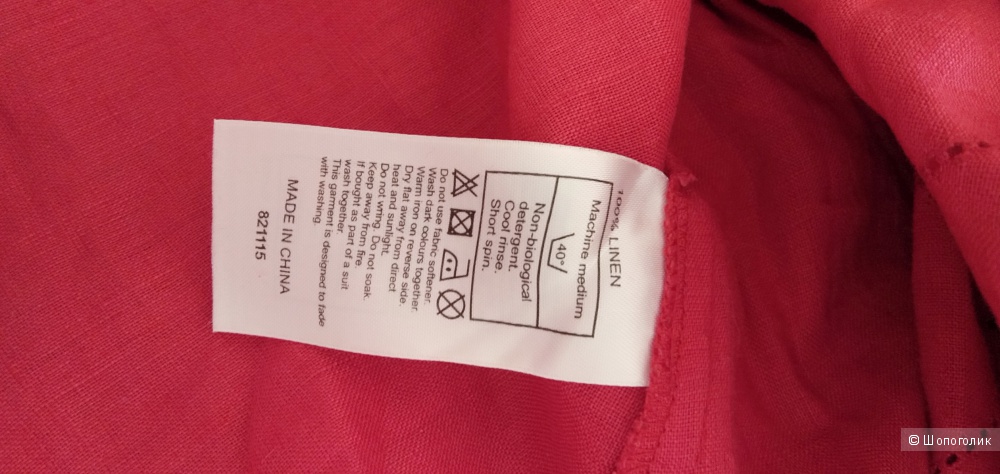 100% LINEN
Machine medium
40°
Non-biological
detergent.
Cool rinse.
Short spin.
Do not use fabric softener.
Wash dark colours together.
Warm iron on reverse side.
Dry flat away from direct
heat and sunlight.
Do not wring. Do not soak.
Keep away from fire.
If bought as part of a suit
wash together.
This garment is designed to fade
with washing.
MADE IN CHINA
821115
© Шопоголик